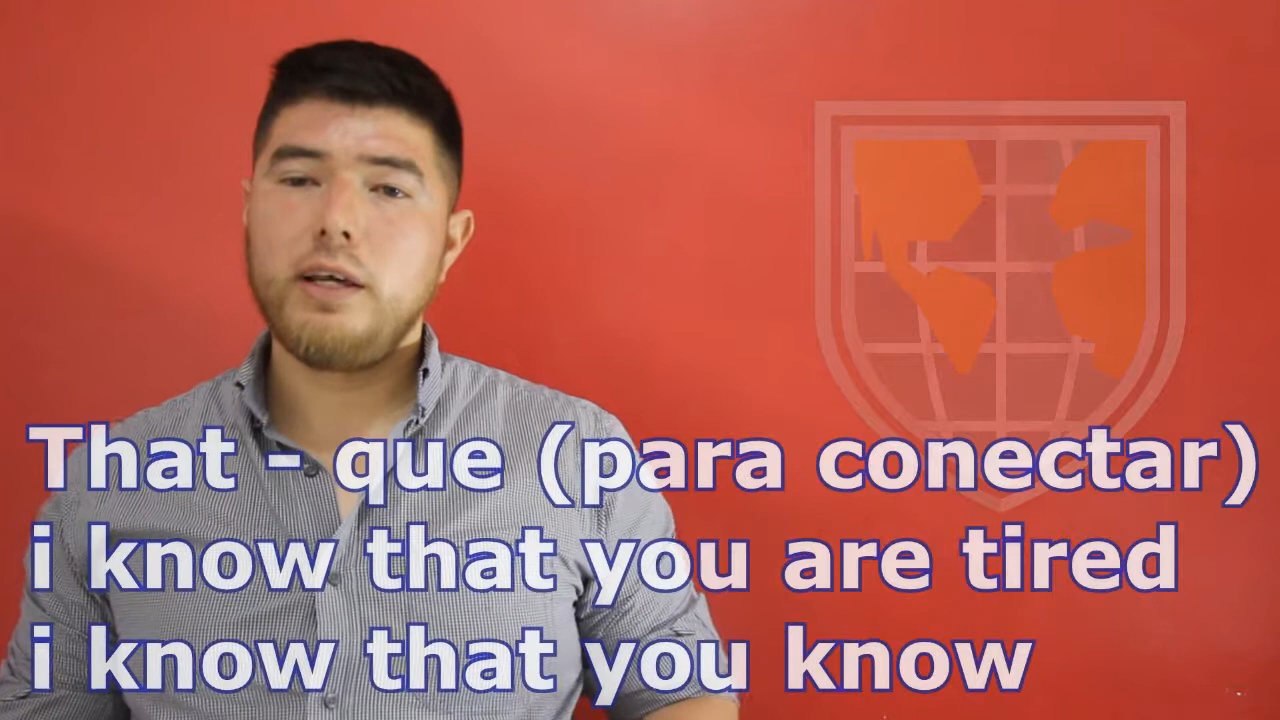 That - que (para conectar)
i know that you are tired
i know that you know